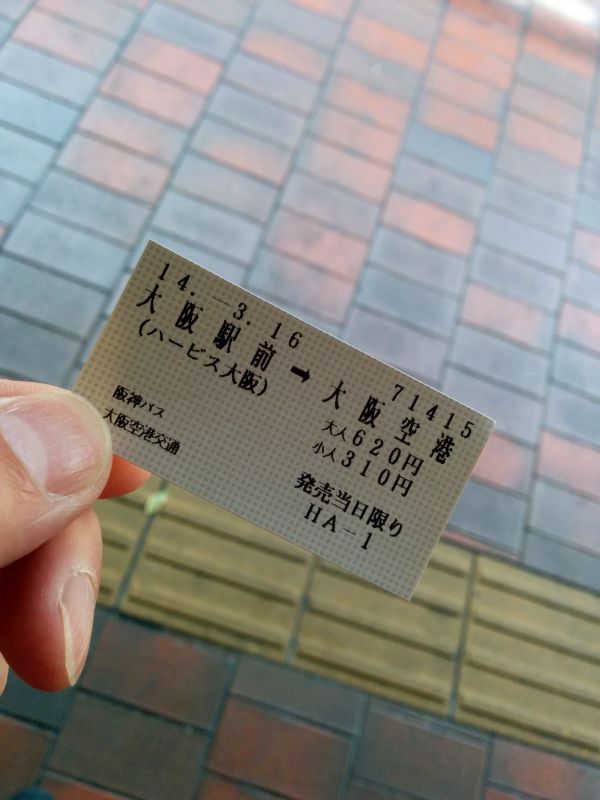 14.-3.16 71415
大阪駅前 ➡ 大阪空港
(ハービス大阪)
大人620円
小人310円
阪神バス
大阪空港交通
発売当日限り
HA-1